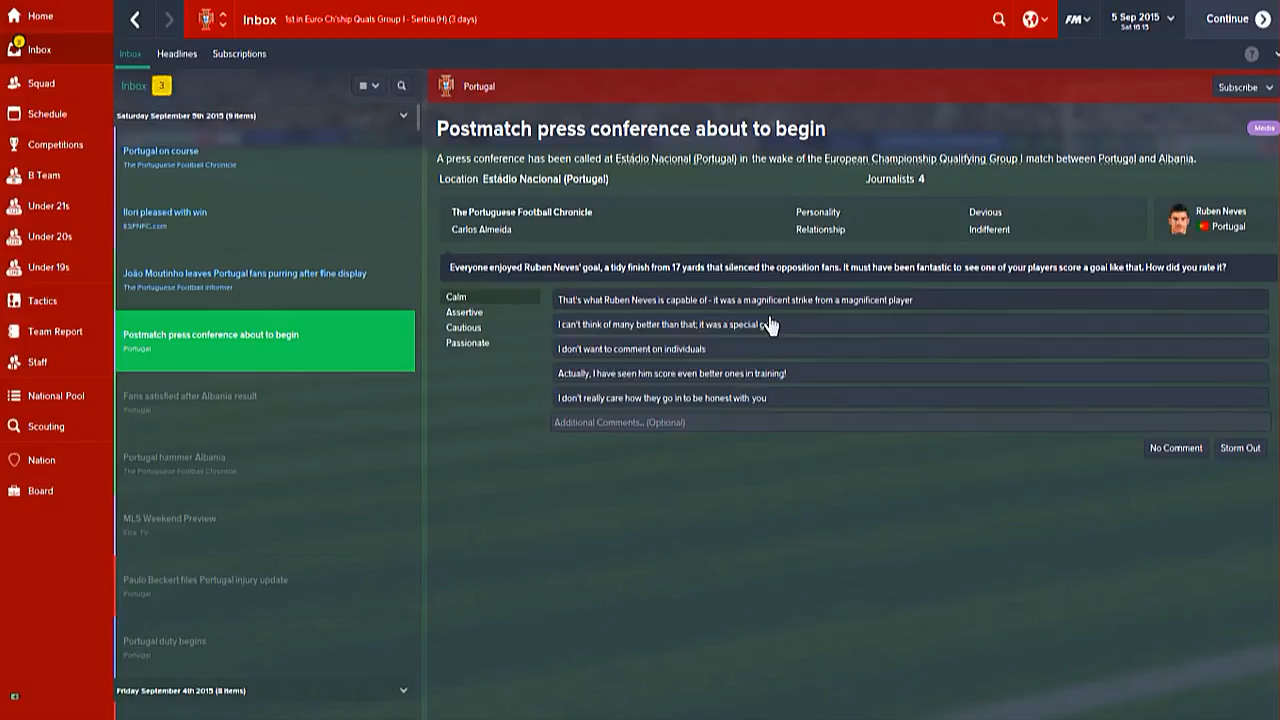 Home
Inbox
Squad
Schedule
Competitions
B Team
Under 21s
Under 20s
Under 19s
Tactics
Team Report
Staff
National Pool
Scouting
Nation
Board
Inbox 1st in Euro Ch'ship Quals Group I - Serbia (H) (3 days)
FM
5 Sep 2015
Sat 16:15
Continue
Inbox Headlines Subscriptions
Inbox 3
Saturday September 5th 2015 (9 items)
Portugal on course
The Portuguese Football Chronicle
Ilori pleased with win
ESPNFC.com
João Moutinho leaves Portugal fans purring after fine display
The Portuguese Football Informer
Postmatch press conference about to begin
Portugal
Fans satisfied after Albania result
Portugal
Portugal hammer Albania
The Portuguese Football Chronicle
MLS Weekend Preview
Kick TV
Paulo Beckert files Portugal injury update
Portugal
Portugal duty begins
Portugal
Friday September 4th 2015 (8 items)
Portugal
Subscribe
Postmatch press conference about to begin
Media
A press conference has been called at Estádio Nacional (Portugal) in the wake of the European Championship Qualifying Group I match between Portugal and Albania.
Location Estádio Nacional (Portugal) Journalists 4
The Portuguese Football Chronicle Personality Devious
Carlos Almeida Relationship Indifferent
Ruben Neves
Portugal
Everyone enjoyed Ruben Neves' goal, a tidy finish from 17 yards that silenced the opposition fans. It must have been fantastic to see one of your players score a goal like that. How did you rate it?
Calm
Assertive
Cautious
Passionate
That's what Ruben Neves is capable of - it was a magnificent strike from a magnificent player
I can't think of many better than that; it was a special
I don't want to comment on individuals
Actually, I have seen him score even better ones in training!
I don't really care how they go in to be honest with you
Additional Comments... (Optional)
No Comment Storm Out